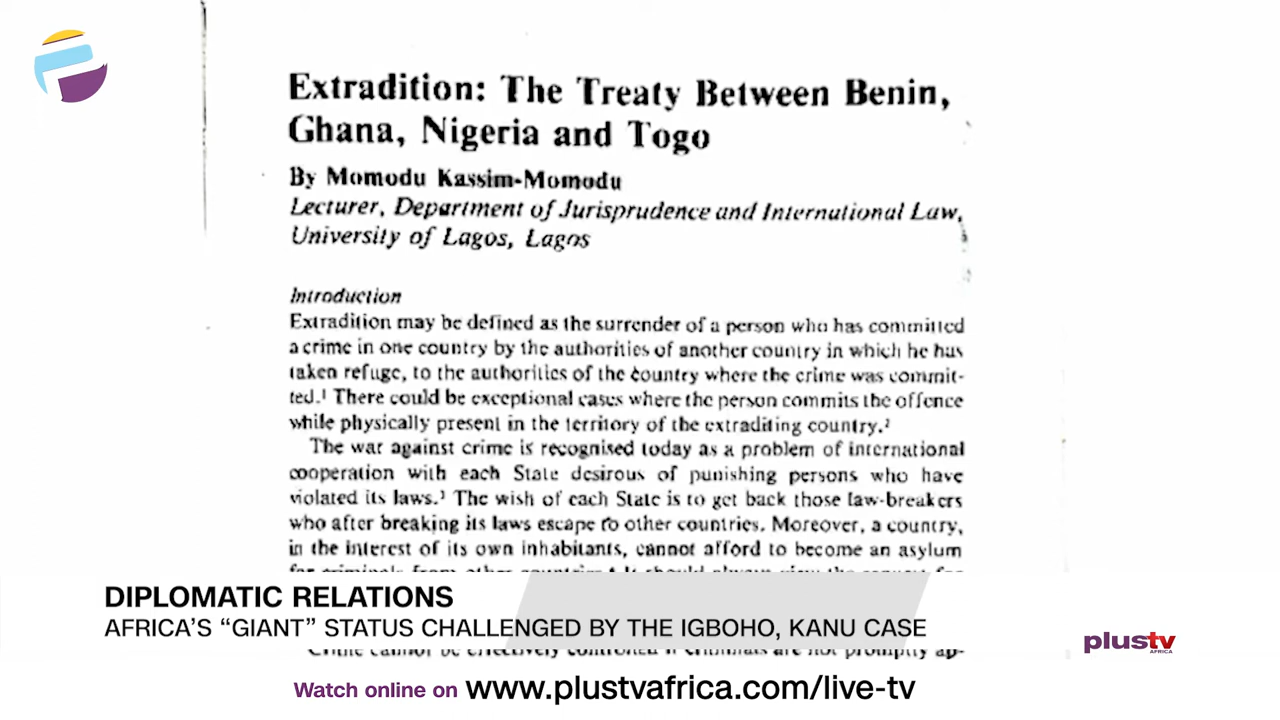 Extradition: The Treaty Between Benin,
Ghana, Nigeria and Togo
By Momodu Kassim-Momodu
Lecturer, Department of Jurisprudence and International Law,
University of Lagos, Lagos
Introduction
Extradition may be defined as the surrender of a person who has committed
a crime in one country by the authorities of another country in which he has
taken refuge, to the authorities of the country where the crime was commit-
ted.¹ There could be exceptional cases where the person commits the offence
while physically present in the territory of the extraditing country.²
The war against crime is recognised today as a problem of international
cooperation with each State desirous of punishing persons who have
violated its laws.³ The wish of each State is to get back those law-breakers
who after breaking its laws escape to other countries. Moreover, a country,
in the interest of its own inhabitants, cannot afford to become an asylum
DIPLOMATIC RELATIONS
AFRICA'S “GIANT” STATUS CHALLENGED BY THE IGBOHO, KANU CASE
plustv
AFRICA
Watch online on www.plustvafrica.com/live-tv